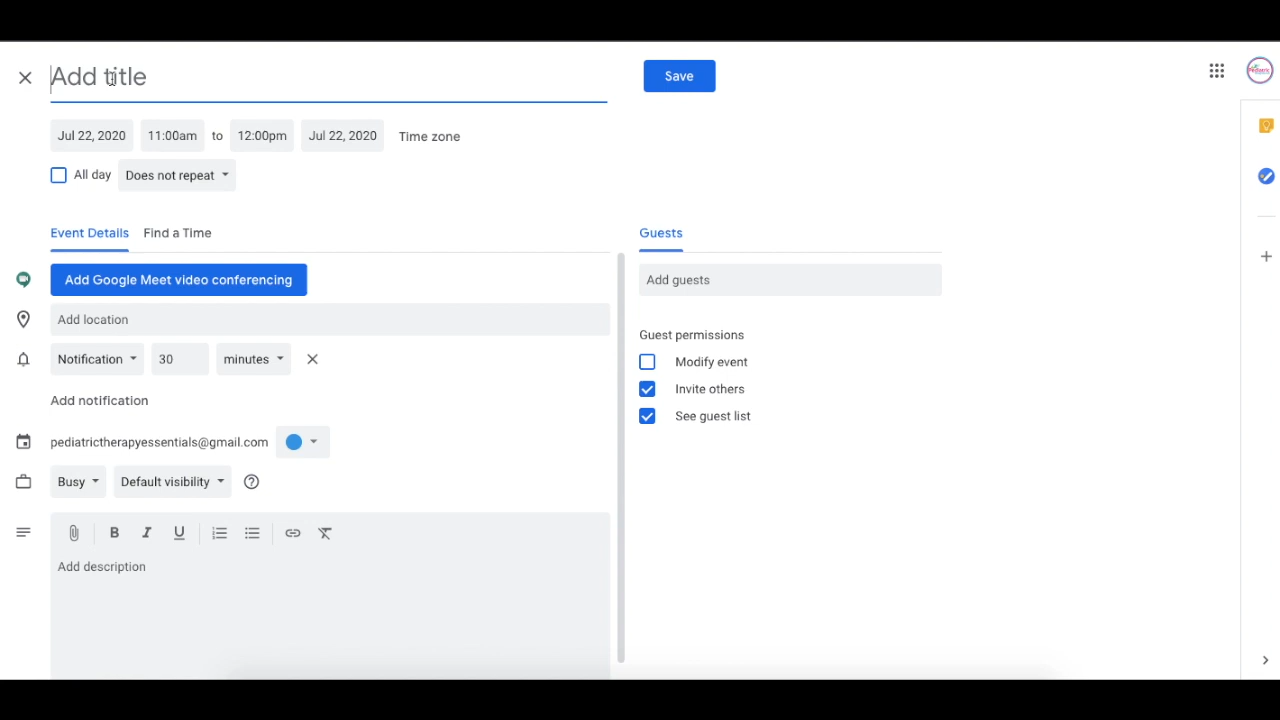 Add title
Save
Jul 22, 2020 11:00am to 12:00pm Jul 22, 2020 Time zone
All day Does not repeat
Event Details Find a Time
Guests
Add Google Meet video conferencing
Add guests
Add location
Guest permissions
Notification 30 minutes
Modify event
Invite others
Add notification
See guest list
pediatrictherapyessentials@gmail.com
Busy Default visibility
B I U
Add description